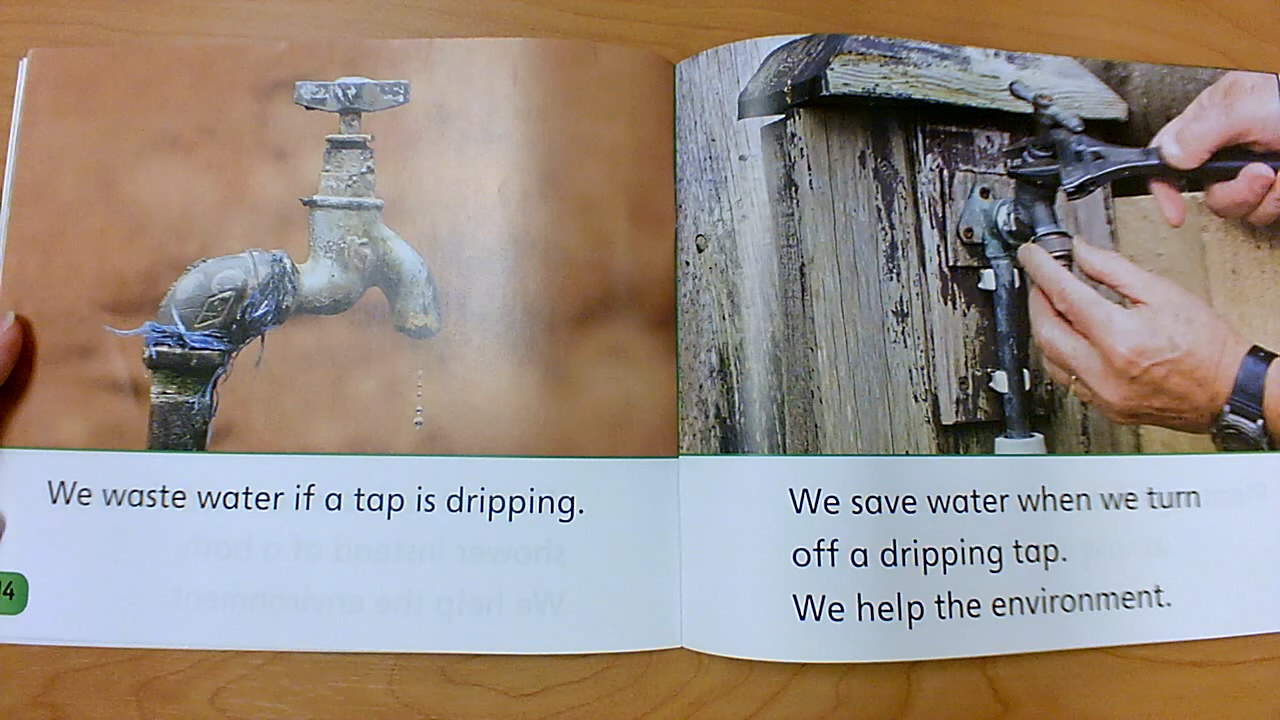 We waste water if a tap is dripping.
14
We save water when we turn
off a dripping tap.
We help the environment.